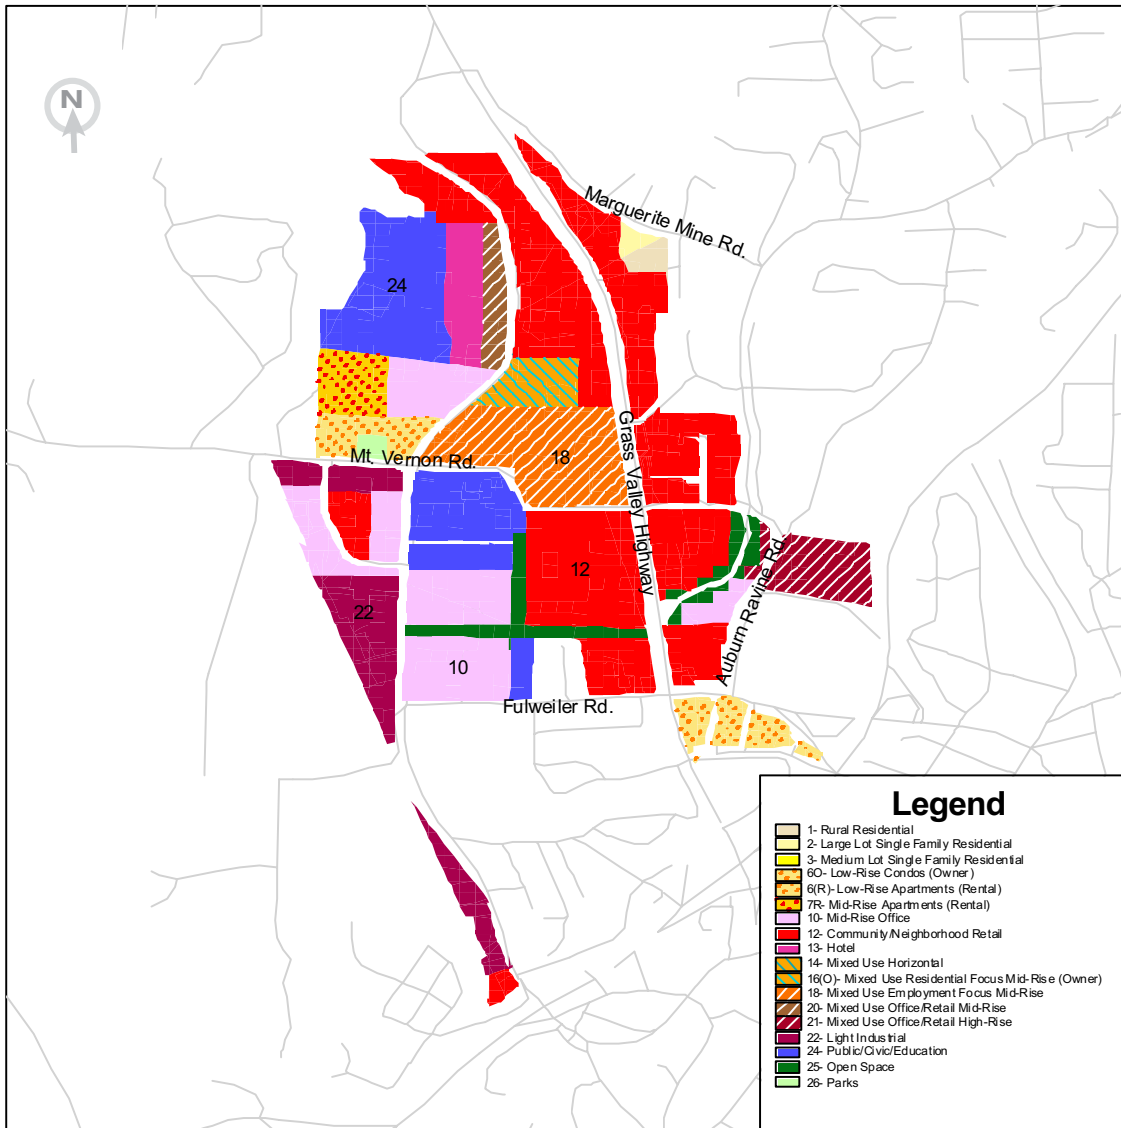 N
Marguerite Mine Rd.
24
Grass Valley Highway
18
Mt. Vernon Rd.
12
Auburn Ravine Rd.
22
10
Fulweiler Rd.
Legend
1- Rural Residential
2- Large Lot Single Family Residential
3- Medium Lot Single Family Residential
6O- Low-Rise Condos (Owner)
6(R)- Low-Rise Apartments (Rental)
7R- Mid-Rise Apartments (Rental)
10- Mid-Rise Office
12- Community/Neighborhood Retail
13- Hotel
14- Mixed Use Horizontal
16(O)- Mixed Use Residential Focus Mid-Rise (Owner)
18- Mixed Use Employment Focus Mid-Rise
20- Mixed Use Office/Retail Mid-Rise
21- Mixed Use Office/Retail High-Rise
22- Light Industrial
24- Public/Civic/Education
25- Open Space
26- Parks